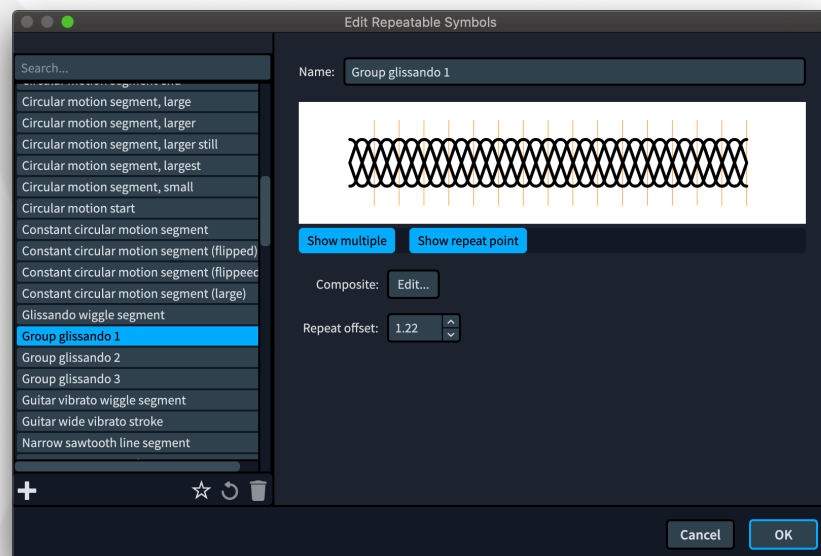 Edit Repeatable Symbols
Search...
Circular motion segment, large
Circular motion segment, larger
Circular motion segment, larger still
Circular motion segment, largest
Circular motion segment, small
Circular motion start
Constant circular motion segment
Constant circular motion segment (flipped)
Constant circular motion segment (flippeed
Constant circular motion segment (large)
Glissando wiggle segment
Group glissando 1
Group glissando 2
Group glissando 3
Guitar vibrato wiggle segment
Guitar wide vibrato stroke
Narrow sawtooth line segment
Name: Group glissando 1
Show multiple Show repeat point
Composite: Edit...
Repeat offset: 1.22
Cancel OK